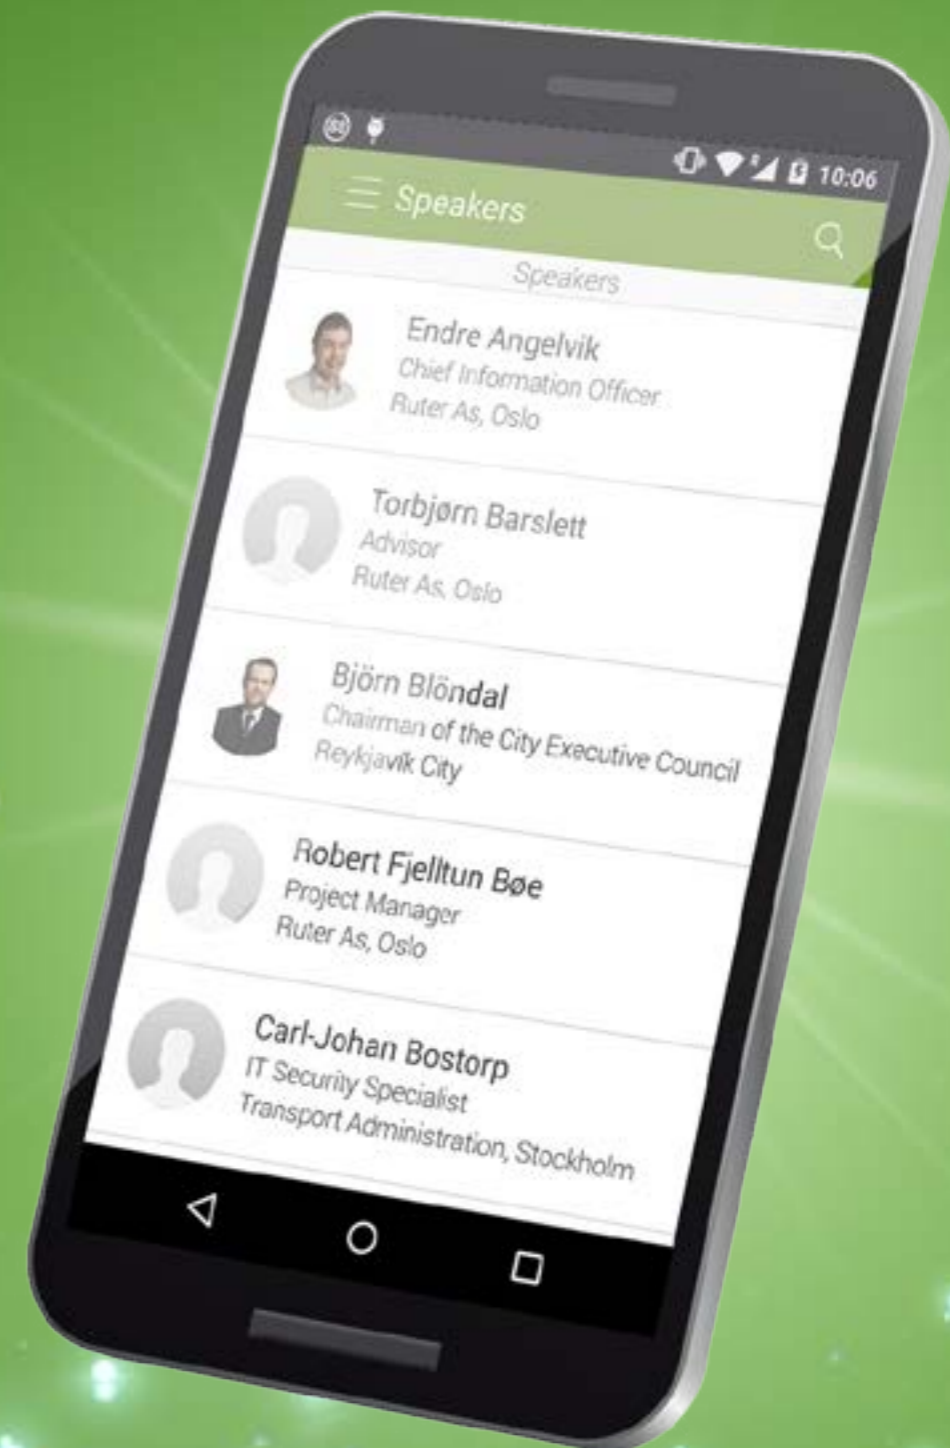 10:06
Speakers
Speakers
Endre Angelvik
Chief Information Officer
Ruter As, Oslo
Torbjørn Barslett
Advisor
Ruter As, Oslo
Björn Blöndal
Chairman of the City Executive Council
Reykjavík City
Robert Fjelltun Bøe
Project Manager
Ruter As, Oslo
Carl-Johan Bostorp
IT Security Specialist
Transport Administration, Stockholm